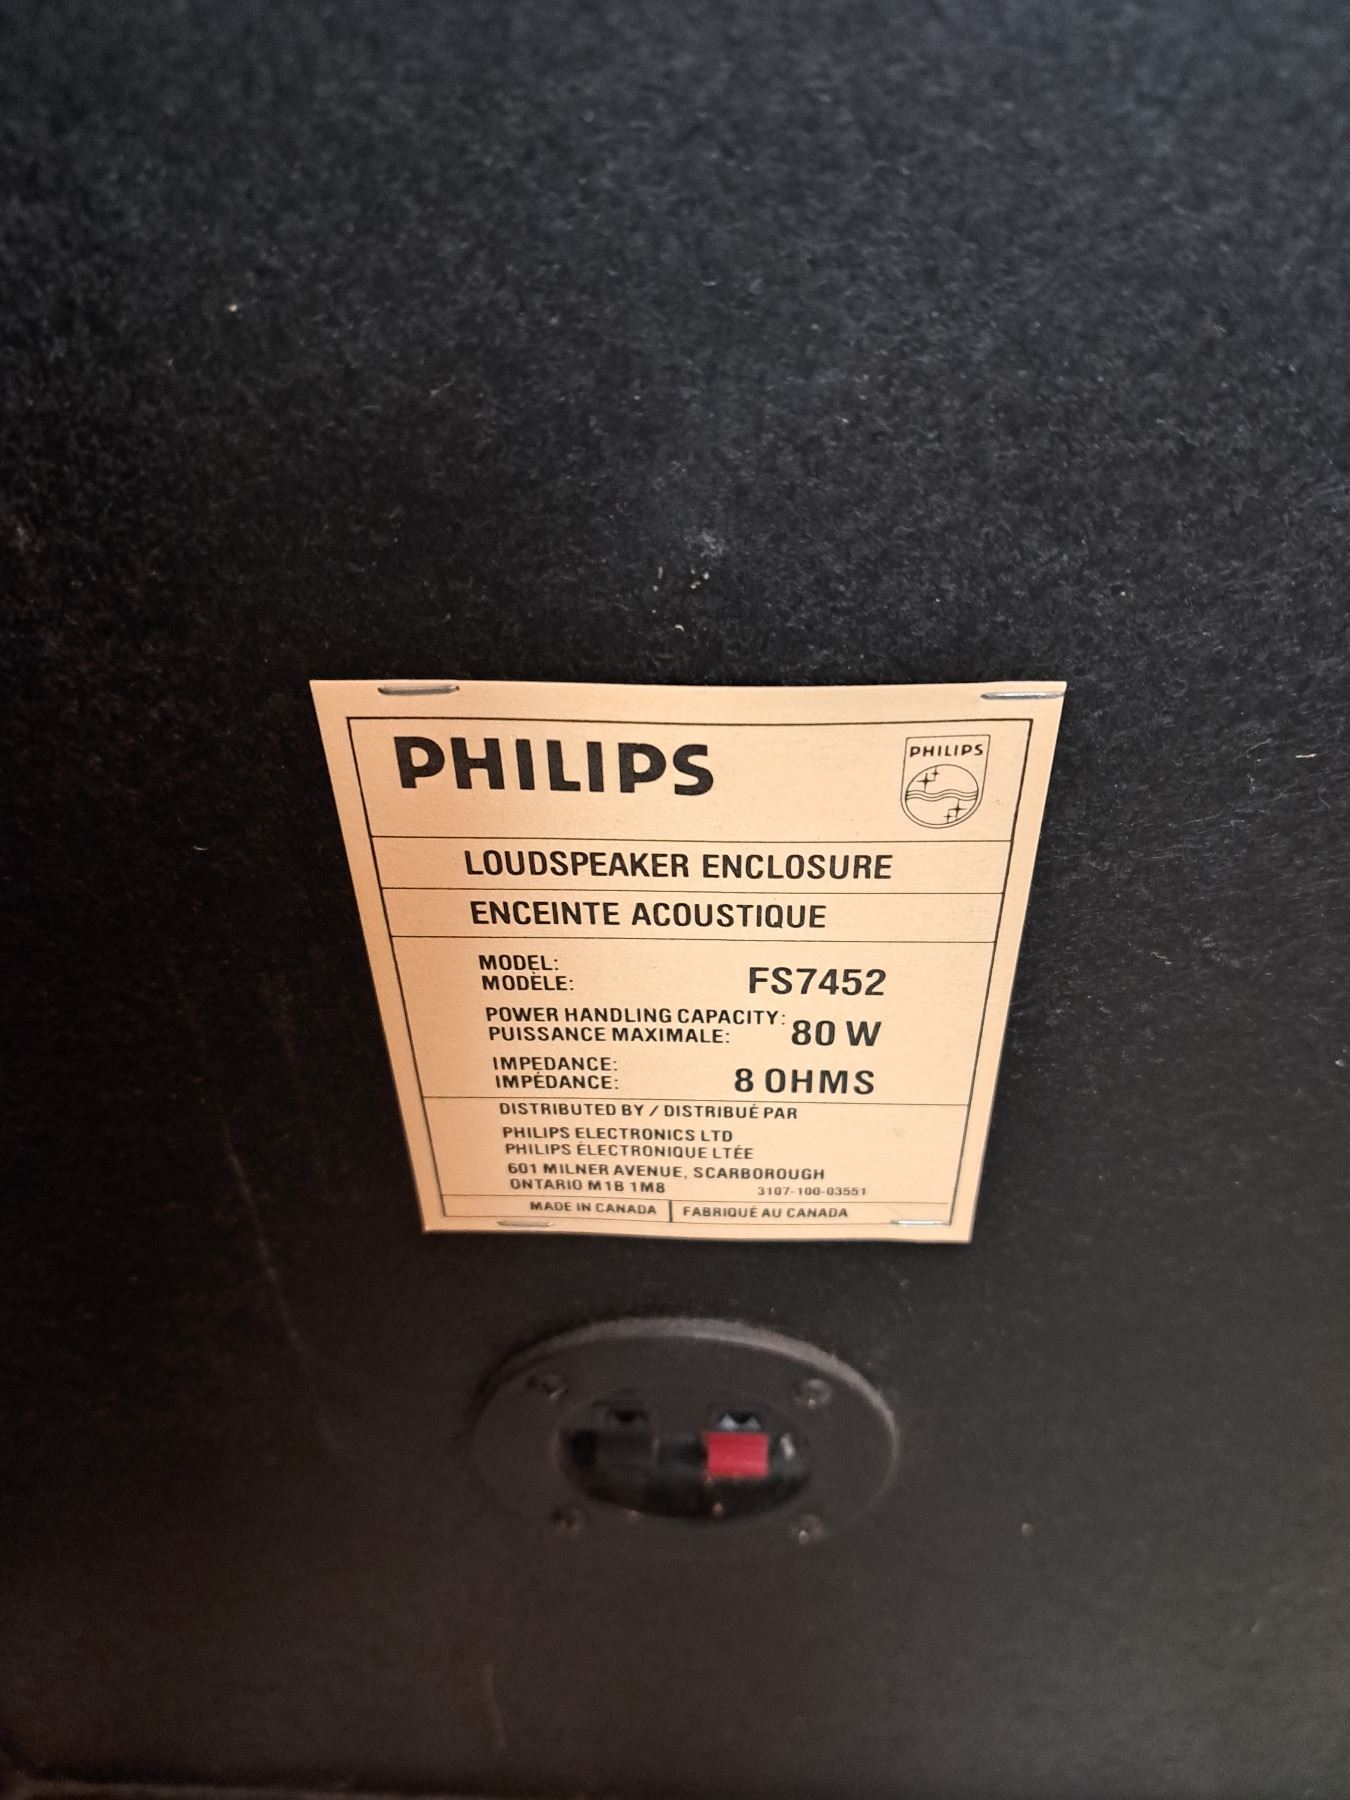 PHILIPS
PHILIPS
LOUDSPEAKER ENCLOSURE
ENCEINTE ACOUSTIQUE
MODEL:
MODÈLE: FS7452
POWER HANDLING CAPACITY:
PUISSANCE MAXIMALE: 80 W
IMPEDANCE:
IMPÉDANCE: 8 OHMS
DISTRIBUTED BY / DISTRIBUÉ PAR
PHILIPS ELECTRONICS LTD
PHILIPS ÉLECTRONIQUE LTÉE
601 MILNER AVENUE, SCARBOROUGH
ONTARIO M1B 1M8 3107-100-03551
MADE IN CANADA FABRIQUÉ AU CANADA